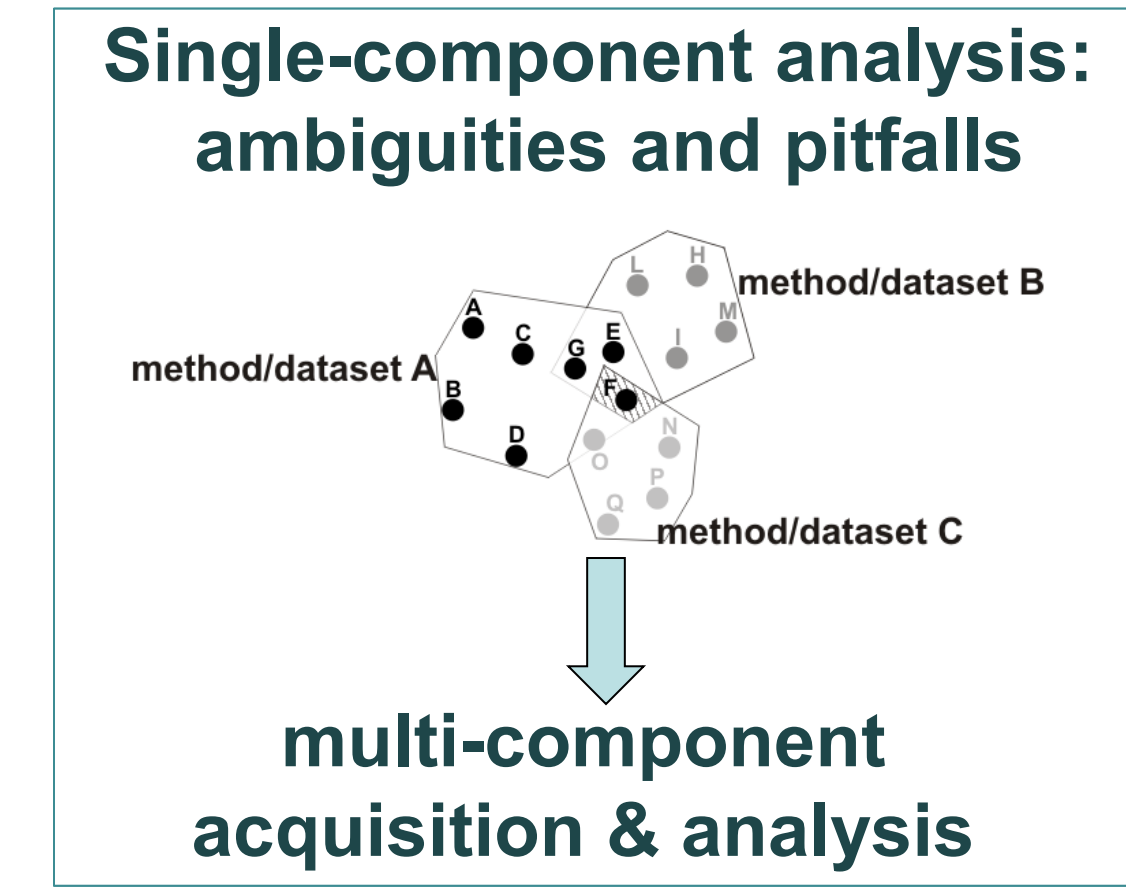 Single-component analysis:
ambiguities and pitfalls
L
H
method/dataset B
A
C
G
E
M
I
method/dataset A
B
F
D
N
O
P
Q
method/dataset C
multi-component
acquisition & analysis